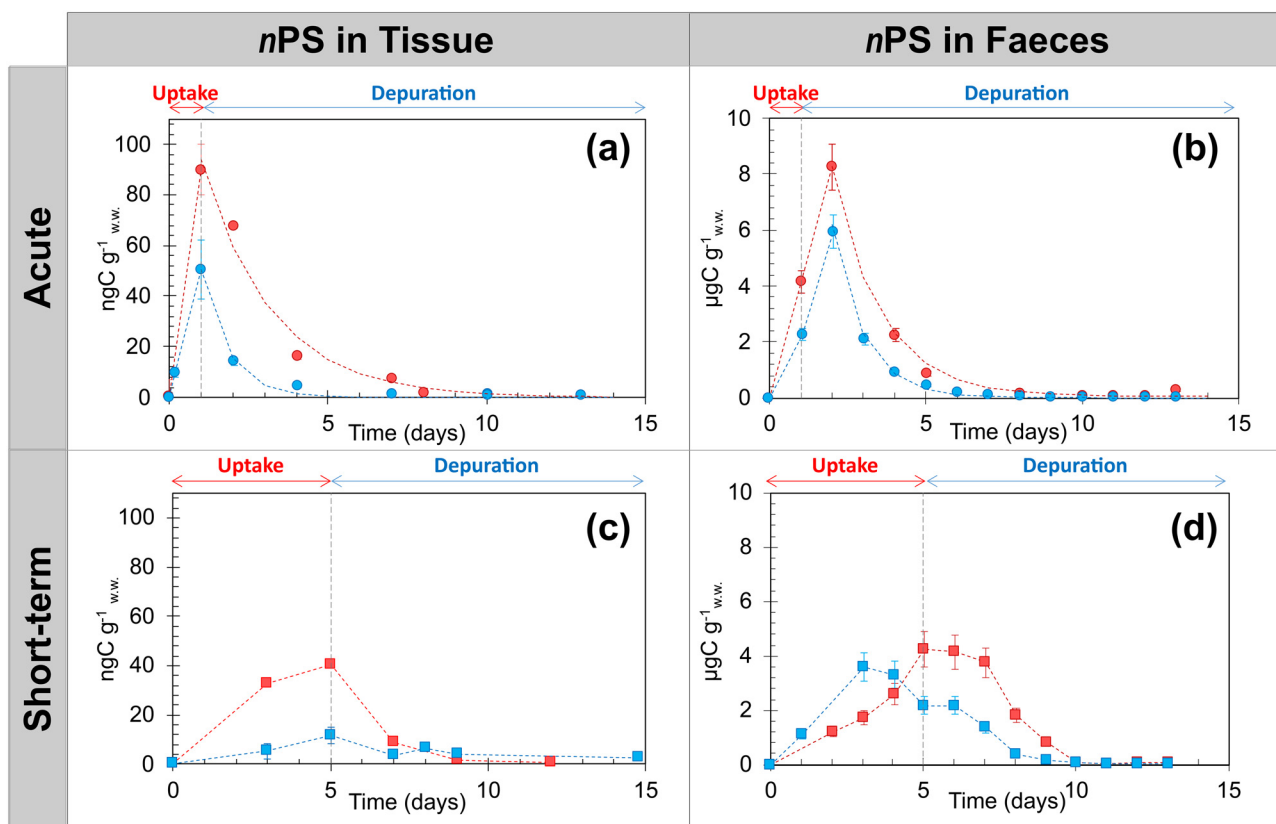 nPS in Tissue
nPS in Faeces
Acute
Uptake
Depuration
(a)
ngC g⁻¹ w.w.
100
80
60
40
20
0
0
5
10
15
Time (days)
Uptake
Depuration
(b)
µgC g⁻¹ w.w.
10
8
6
4
2
0
0
5
10
15
Time (days)
Short-term
Uptake
Depuration
(c)
ngC g⁻¹ w.w.
100
80
60
40
20
0
0
5
10
15
Time (days)
Uptake
Depuration
(d)
µgC g⁻¹ w.w.
10
8
6
4
2
0
0
5
10
15
Time (days)